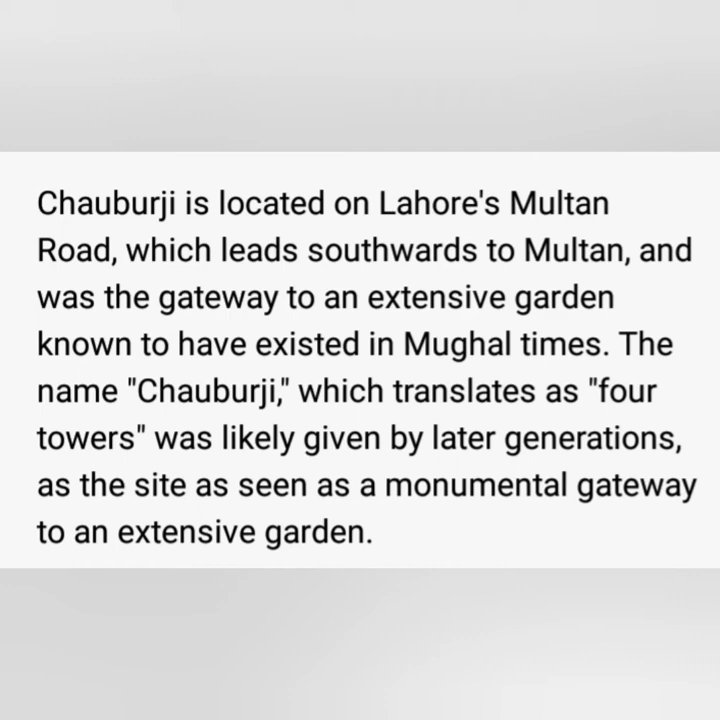 Chauburji is located on Lahore's Multan
Road, which leads southwards to Multan, and
was the gateway to an extensive garden
known to have existed in Mughal times. The
name "Chauburji," which translates as "four
towers" was likely given by later generations,
as the site as seen as a monumental gateway
to an extensive garden.